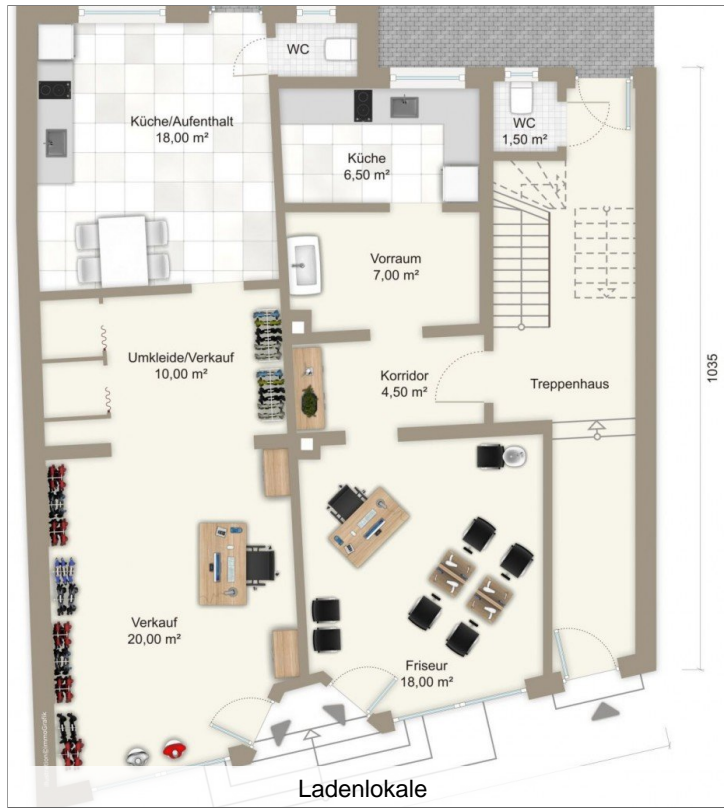 WC
Küche/Aufenthalt
18,00 m²
WC
1,50 m²
Küche
6,50 m²
Vorraum
7,00 m²
Umkleide/Verkauf
10,00 m²
Korridor
4,50 m²
Treppenhaus
1035
Verkauf
20,00 m²
Friseur
18,00 m²
Ladenlokale